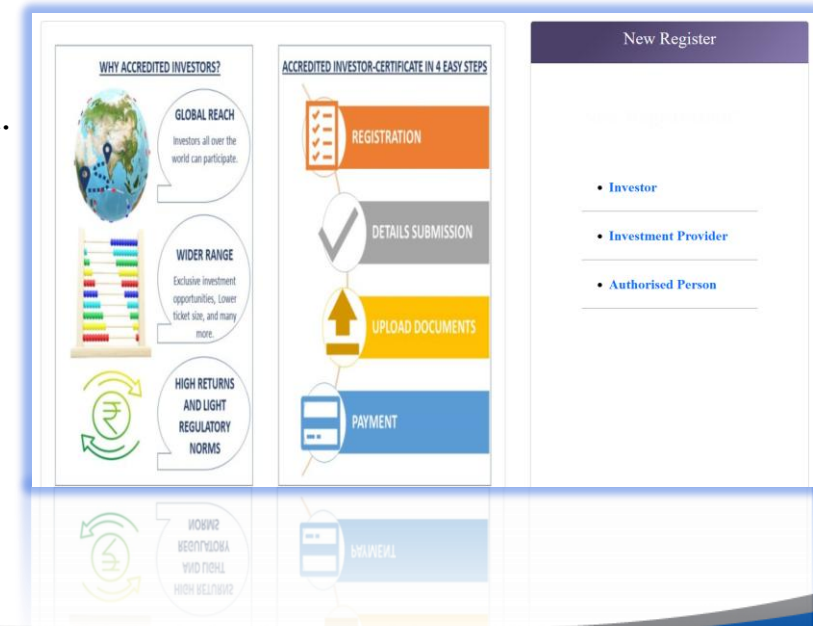 WHY ACCREDITED INVESTORS?
GLOBAL REACH
Investors all over the
world can participate.
WIDER RANGE
Exclusive investment
opportunities, Lower
ticket size, and many
more.
HIGH RETURNS
AND LIGHT
REGULATORY
NORMS
ACCREDITED INVESTOR-CERTIFICATE IN 4 EASY STEPS
REGISTRATION
DETAILS SUBMISSION
UPLOAD DOCUMENTS
PAYMENT
New Register
• Investor
• Investment Provider
• Authorised Person